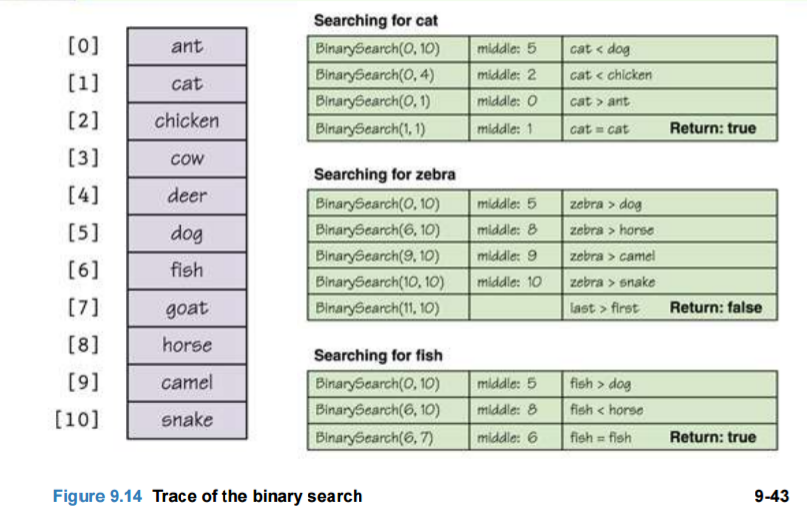 [0] ant
[1] cat
[2] chicken
[3] cow
[4] deer
[5] dog
[6] fish
[7] goat
[8] horse
[9] camel
[10] snake
Searching for cat
BinarySearch(0, 10) middle: 5 cat < dog
BinarySearch(0, 4) middle: 2 cat < chicken
BinarySearch(0, 1) middle: 0 cat > ant
BinarySearch(1, 1) middle: 1 cat = cat Return: true
Searching for zebra
BinarySearch(0, 10) middle: 5 zebra > dog
BinarySearch(6, 10) middle: 8 zebra > horse
BinarySearch(9, 10) middle: 9 zebra > camel
BinarySearch(10, 10) middle: 10 zebra > snake
BinarySearch(11, 10) last > first Return: false
Searching for fish
BinarySearch(0, 10) middle: 5 fish > dog
BinarySearch(6, 10) middle: 8 fish < horse
BinarySearch(6, 7) middle: 6 fish = fish Return: true
Figure 9.14 Trace of the binary search
9-43